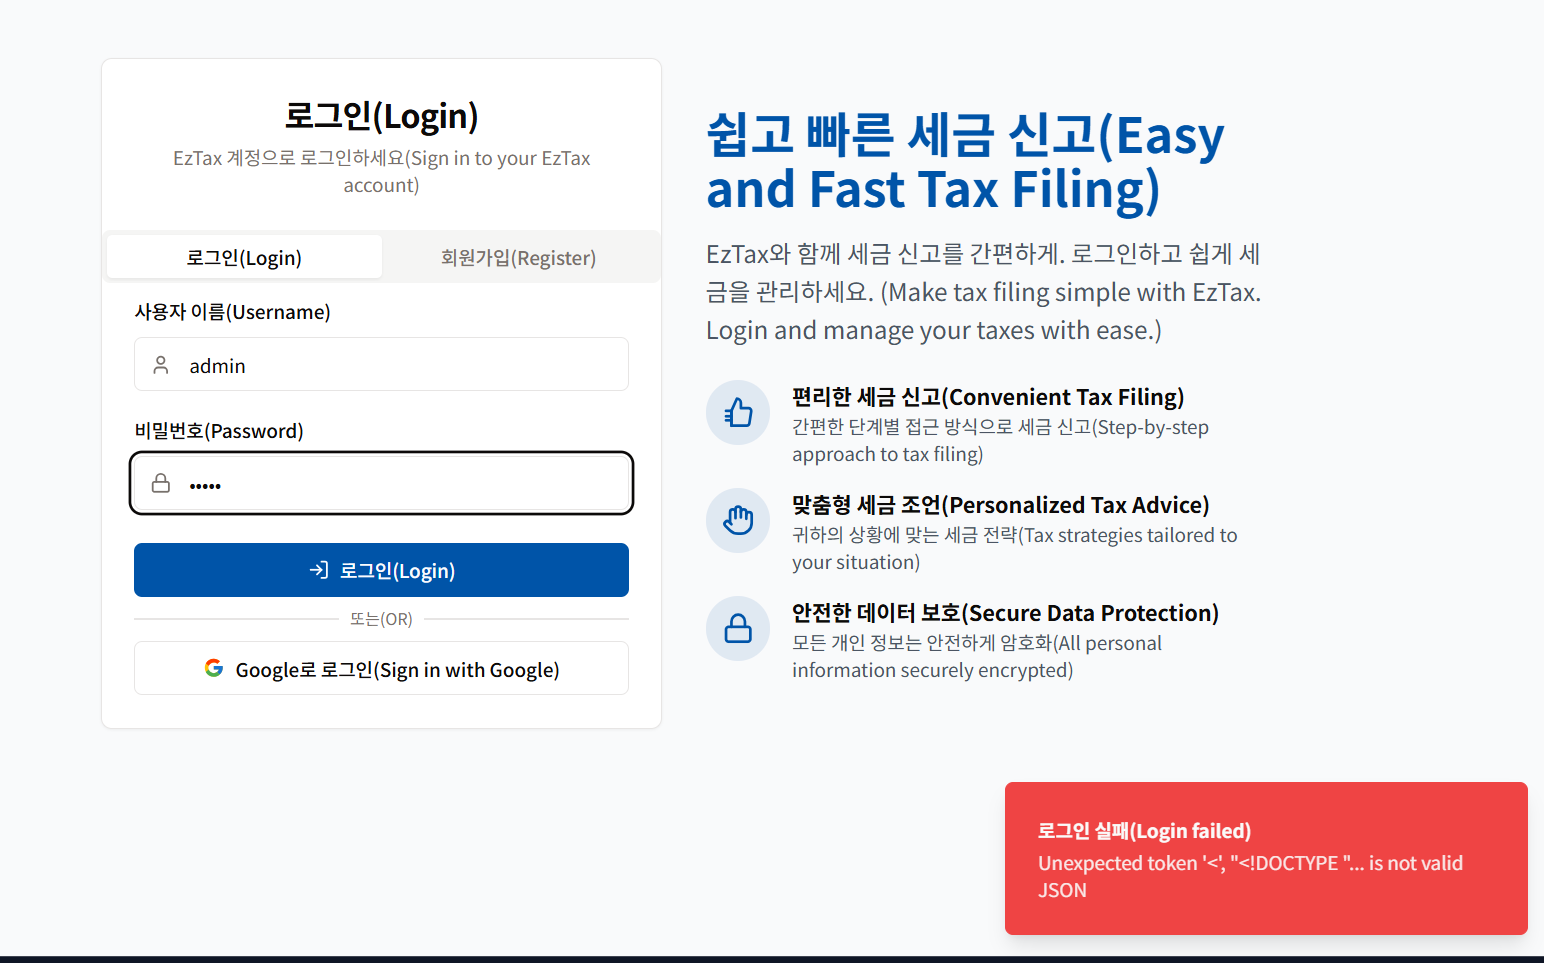 로그인(Login)
EzTax 계정으로 로그인하세요(Sign in to your EzTax
account)
로그인(Login)
회원가입(Register)
사용자 이름(Username)
admin
비밀번호(Password)
•••••
로그인(Login)
또는(OR)
Google로 로그인(Sign in with Google)
쉽고 빠른 세금 신고(Easy
and Fast Tax Filing)
EzTax와 함께 세금 신고를 간편하게. 로그인하고 쉽게 세
금을 관리하세요. (Make tax filing simple with EzTax.
Login and manage your taxes with ease.)
편리한 세금 신고(Convenient Tax Filing)
간편한 단계별 접근 방식으로 세금 신고(Step-by-step
approach to tax filing)
맞춤형 세금 조언(Personalized Tax Advice)
귀하의 상황에 맞는 세금 전략(Tax strategies tailored to
your situation)
안전한 데이터 보호(Secure Data Protection)
모든 개인 정보는 안전하게 암호화(All personal
information securely encrypted)
로그인 실패(Login failed)
Unexpected token '<', "<!DOCTYPE "... is not valid
JSON